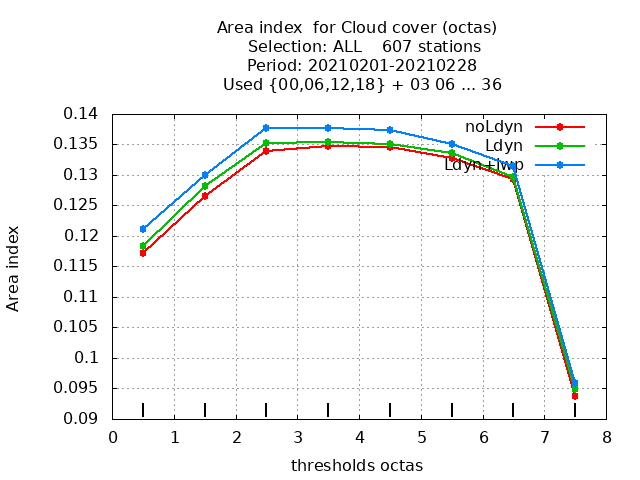 Area index  for Cloud cover (octas)
Selection: ALL    607 stations
Period: 20210201-20210228
Used {00,06,12,18} + 03 06 ... 36
noLdyn
Ldyn
Ldyn+lwp
Area index
0.14
0.135
0.13
0.125
0.12
0.115
0.11
0.105
0.1
0.095
0.09
0 1 2 3 4 5 6 7 8
thresholds octas